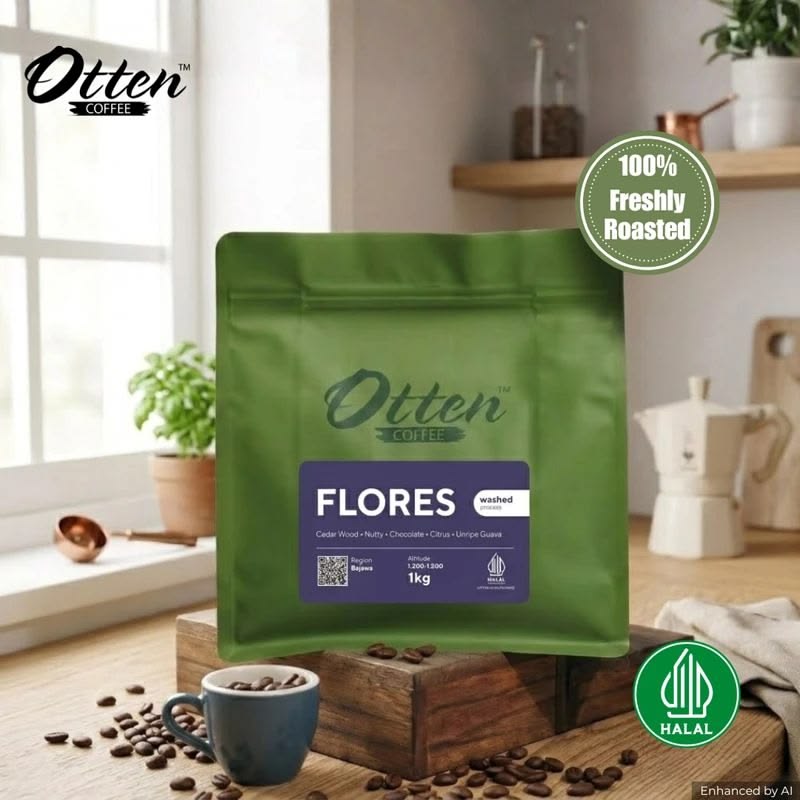 Otten™
COFFEE
100%
Freshly
Roasted
Otten™
COFFEE
FLORES
washed
process
Cedar Wood • Nutty • Chocolate • Citrus • Unripe Guava
Region
Bajawa
Altitude
1.200-1.200
1kg
HALAL
HALAL
Enhanced by AI